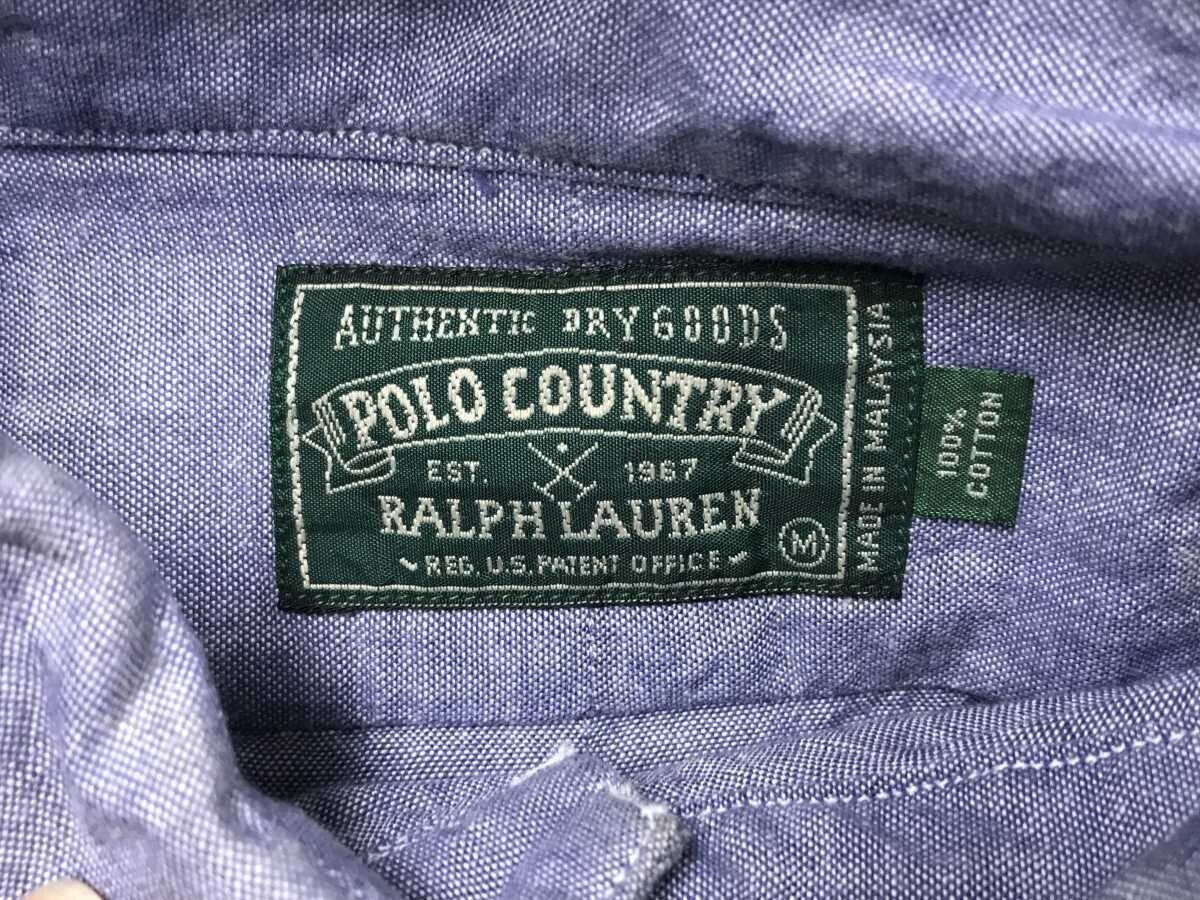 AUTHENTIC DRY GOODS
POLO COUNTRY
EST. 1967
RALPH LAUREN
REG. U.S. PATENT OFFICE
M
MADE IN MALAYSIA
100%
COTTON